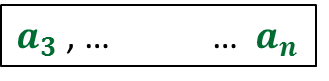 a₃ , ... ... aₙ